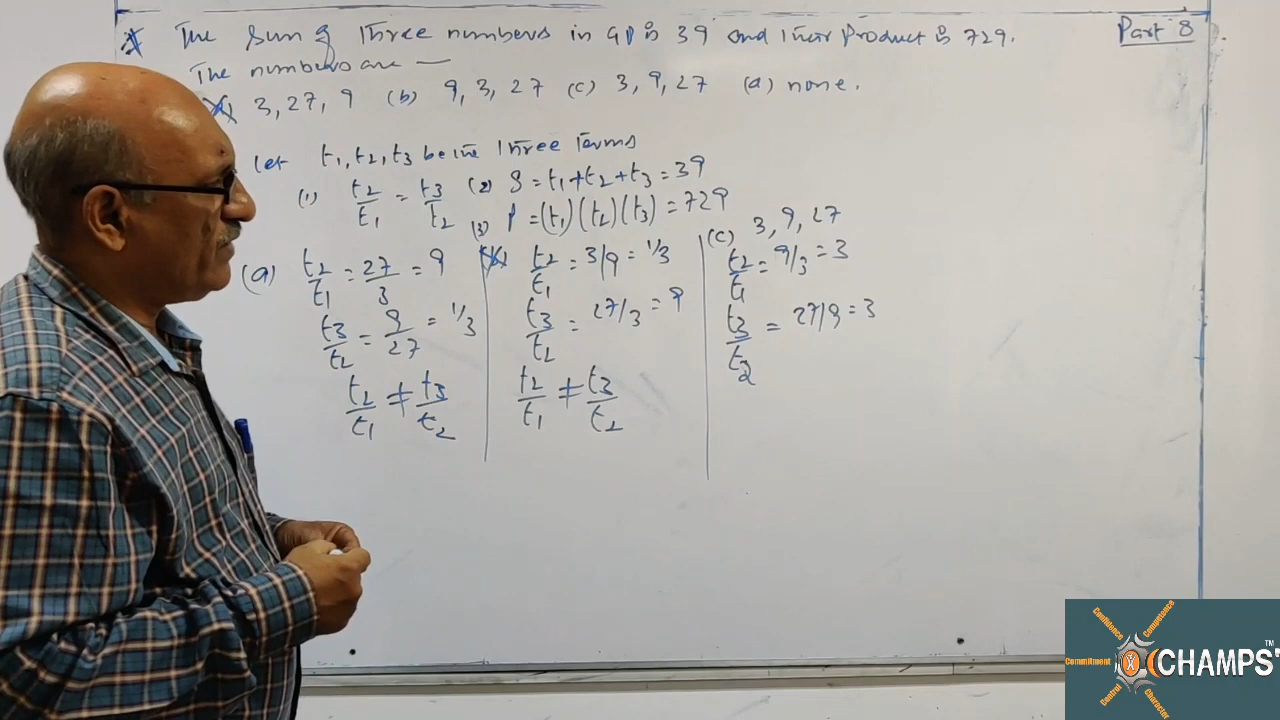 The Sum of Three numbers in GP is 39 and their Product is 729. Part 8
The numbers are —
3, 27, 9 (b) 9, 3, 27 (c) 3, 9, 27 (d) none.
Let t1, t2, t3 be the Three Terms
(1) t2/t1 = t3/t2 (2) S = t1+t2+t3 = 39
(3) P = (t1)(t2)(t3) = 729
(a) t2/t1 = 27/3 = 9
t3/t2 = 9/27 = 1/3
t2/t1 ≠ t3/t2
t2/t1 = 3/9 = 1/3
t3/t2 = 27/3 = 9
t2/t1 ≠ t3/t2
(c) 3, 9, 27
t2/t1 = 9/3 = 3
t3/t2 = 27/9 = 3
Confidence
Competence
Commitment
Control
Character
CHAMPS
TM